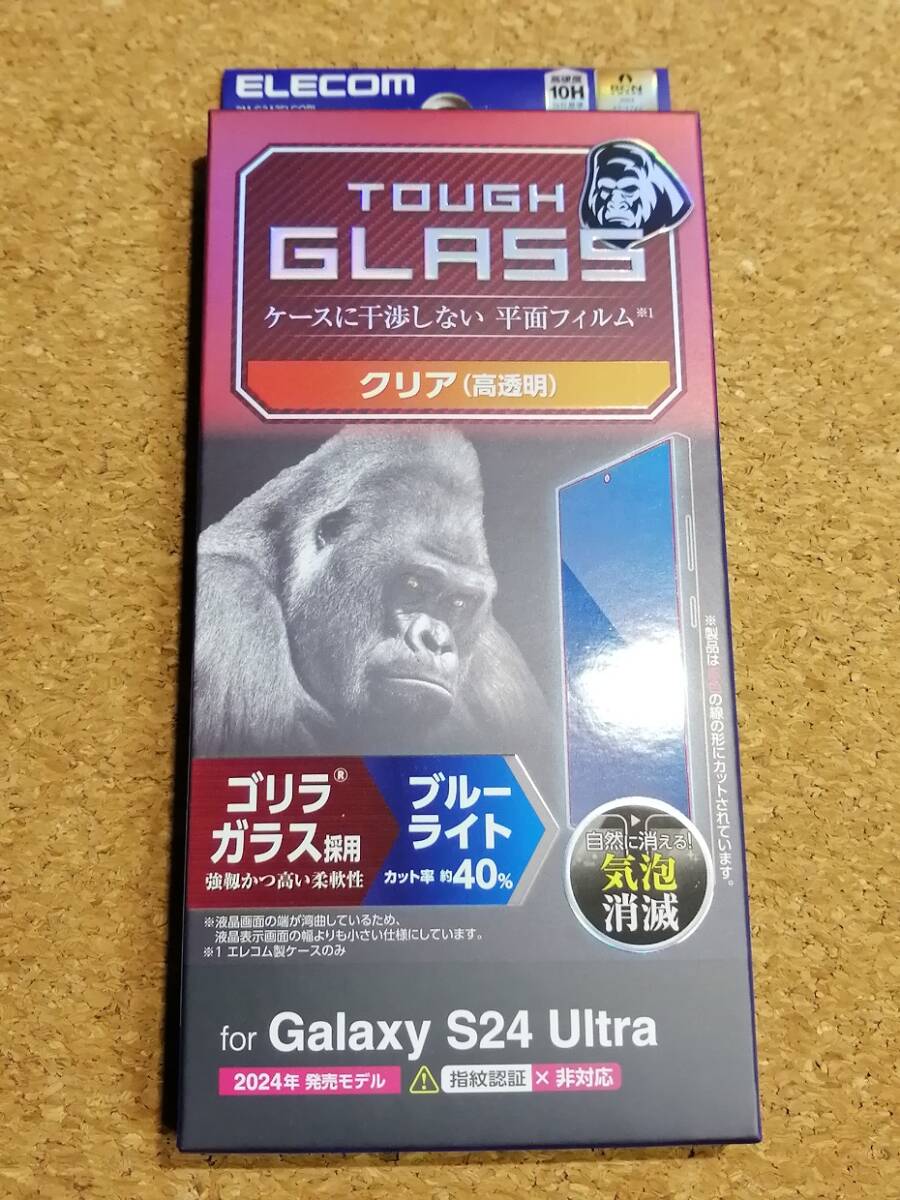 ELECOM
高硬度
10H
TOUGH
GLASS
ケースに干渉しない 平面フィルム※1
クリア(高透明)
ゴリラ®
ガラス採用
強靱かつ高い柔軟性
ブルー
ライト
カット率 約40%
※製品は の線の形にカットされています。
自然に消える!
気泡
消滅
※液晶画面の端が湾曲しているため、
液晶表示画面の幅よりも小さい仕様にしています。
※1 エレコム製ケースのみ
for Galaxy S24 Ultra
2024年 発売モデル
指紋認証 × 非対応